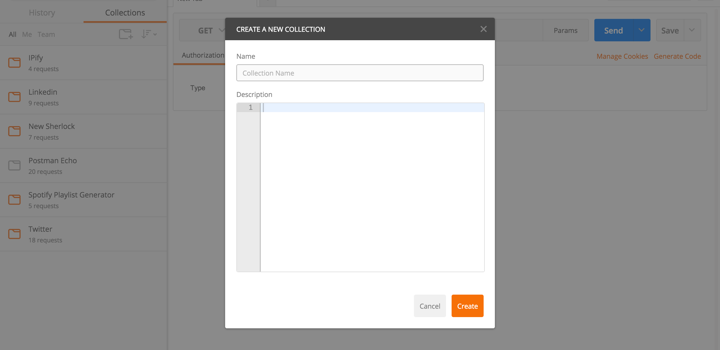 History
Collections
All Me Team
IPify
4 requests
Linkedin
9 requests
New Sherlock
7 requests
Postman Echo
20 requests
Spotify Playlist Generator
5 requests
Twitter
18 requests
GET
Params
Send
Save
Authorization
Manage Cookies
Generate Code
Type
CREATE A NEW COLLECTION
Name
Collection Name
Description
1
Cancel
Create